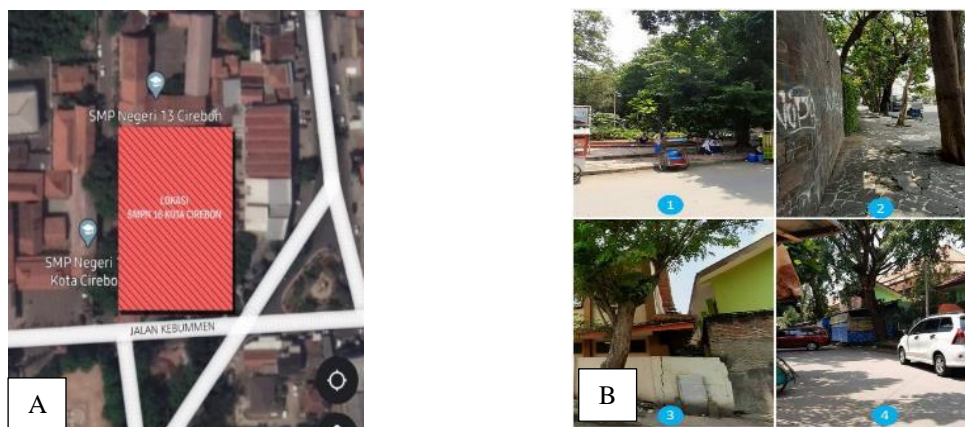 SMP Negeri 13 Cirebon
LOKASI
SMPN 16 KOTA CIREBON
SMP Negeri
Kota Cirebo
JALAN KEBUMMEN
A
1
2
3
B
4